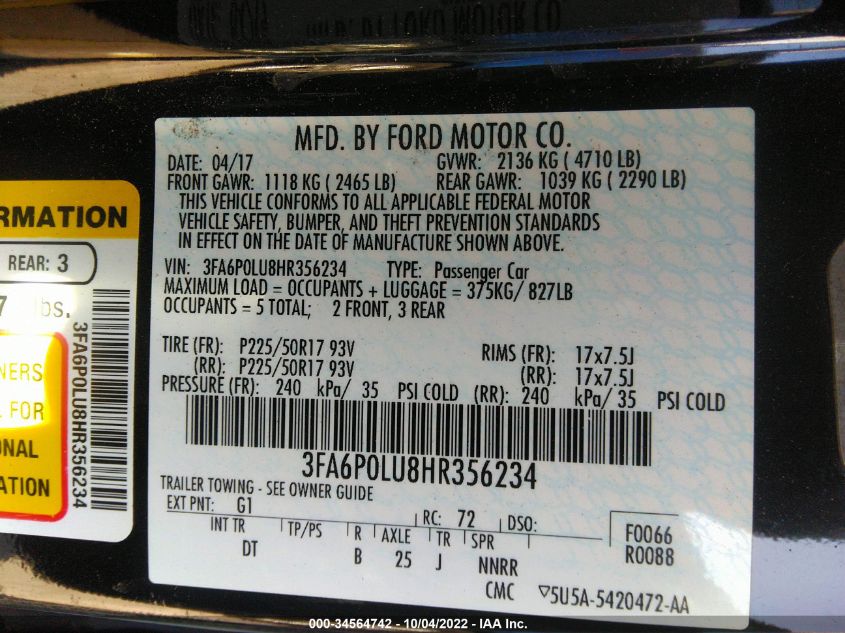 MFD. BY FORD MOTOR CO.
DATE: 04/17 GVWR: 2136 KG ( 4710 LB)
FRONT GAWR: 1118 KG ( 2465 LB) REAR GAWR: 1039 KG ( 2290 LB)
THIS VEHICLE CONFORMS TO ALL APPLICABLE FEDERAL MOTOR
VEHICLE SAFETY, BUMPER, AND THEFT PREVENTION STANDARDS
IN EFFECT ON THE DATE OF MANUFACTURE SHOWN ABOVE.
VIN: 3FA6P0LU8HR356234 TYPE: Passenger Car
MAXIMUM LOAD = OCCUPANTS + LUGGAGE = 375KG/ 827LB
OCCUPANTS = 5 TOTAL; 2 FRONT, 3 REAR
TIRE (FR): P225/50R17 93V RIMS (FR): 17x7.5J
(RR): P225/50R17 93V (RR): 17x7.5J
PRESSURE (FR): 240 kPa/ 35 PSI COLD (RR): 240 kPa/ 35 PSI COLD
3FA6P0LU8HR356234
TRAILER TOWING - SEE OWNER GUIDE
EXT PNT: G1 RC: 72 DSO: F0066
INT TR TP/PS R AXLE TR SPR R0088
DT B 25 J NNRR
CMC ▽5U5A-5420472-AA
RMATION
REAR: 3
7 lbs.
NERS
L FOR
ONAL
ATION
3FA6P0LU8HR356234
000-34564742 - 10/04/2022 - IAA Inc.